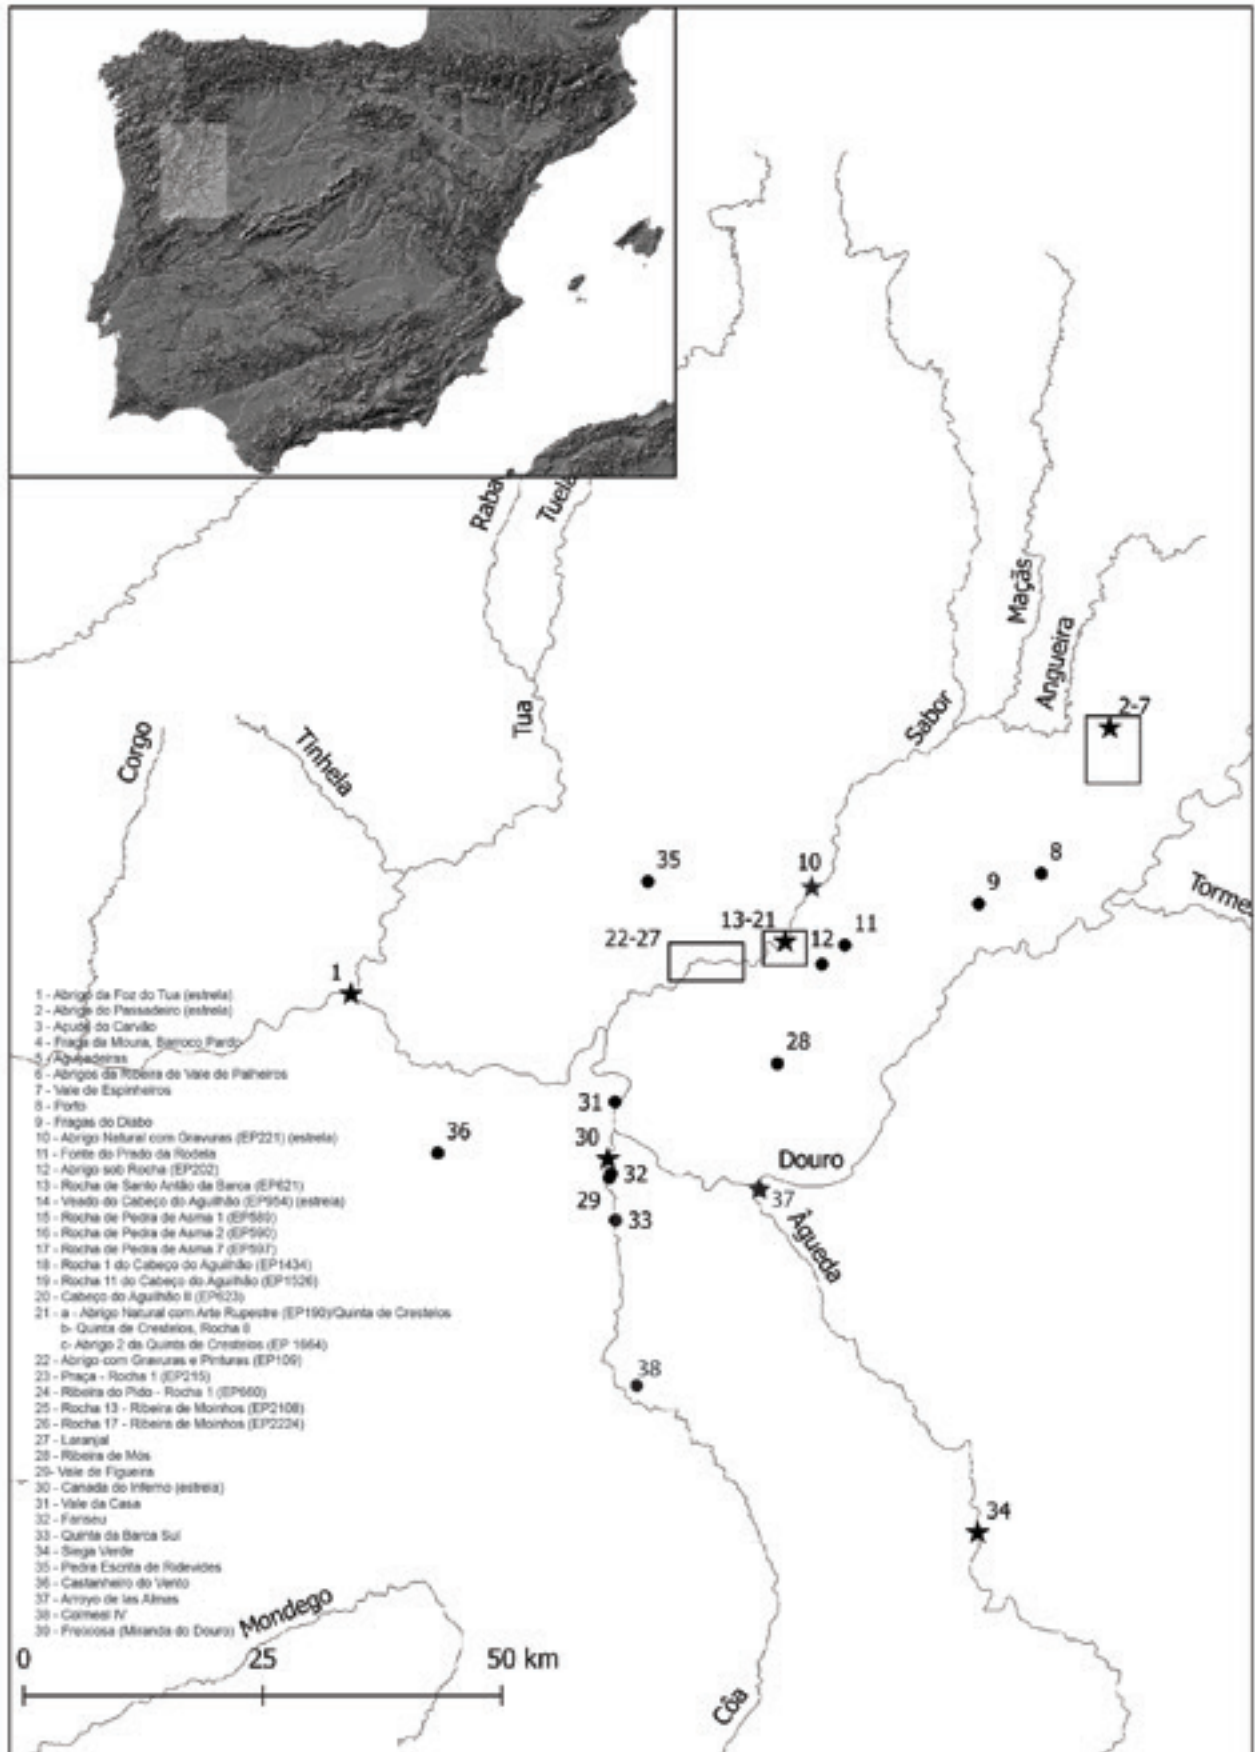 Raba
Tuela
Maçãs
Angueira
2-7
Sabor
Tua
Corgo
Tinhela
35
10
8
9
Torme
13-21
11
22-27
12
1
28
31
36
30
32
Douro
29
37
33
Águeda
38
34
1 - Abrigo da Foz do Tua (estrela)
2 - Abrigo do Passadeiro (estrela)
3 - Açude do Carvão
4 - Fraga da Moura, Barroco Pardo
5 - Aguçadeiras
6 - Abrigos da Ribeira de Vale de Palheiros
7 - Vale de Espinheiros
8 - Porto
9 - Fragas do Diabo
10 - Abrigo Natural com Gravuras (EP221) (estrela)
11 - Fonte do Prado da Rodela
12 - Abrigo sob Rocha (EP202)
13 - Rocha de Santo Antão da Barca (EP621)
14 - Veado do Cabeço do Aguilhão (EP954) (estrela)
15 - Rocha de Pedra de Asma 1 (EP589)
16 - Rocha de Pedra de Asma 2 (EP590)
17 - Rocha de Pedra de Asma 7 (EP597)
18 - Rocha 1 do Cabeço do Aguilhão (EP1434)
19 - Rocha 11 do Cabeço do Aguilhão (EP1526)
20 - Cabeço do Aguilhão II (EP623)
21 - a - Abrigo Natural com Arte Rupestre (EP190)/Quinta de Crestelos
b- Quinta de Crestelos, Rocha
c- Abrigo 2 da Quinta de Crestelos (EP 1664)
22 - Abrigo com Gravuras e Pinturas (EP109)
23 - Praça - Rocha 1 (EP215)
24 - Ribeira do Pido - Rocha 1 (EP660)
25 - Rocha 13 - Ribeira de Moinhos (EP2108)
26 - Rocha 17 - Ribeira de Moinhos (EP2224)
27 - Laranjal
28 - Ribeira de Mós
29- Vale de Figueira
30 - Canada do Inferno (estrela)
31 - Vale da Casa
32 - Fariseu
33 - Quinta da Barca Sul
34 - Siega Verde
35 - Pedra Escrita de Ridevides
36 - Castanheiro do Vento
37 - Arroyo de las Almas
38 - Colmeal IV
39 - Freixiosa (Miranda do Douro)
Mondego
0 25 50 km
Côa